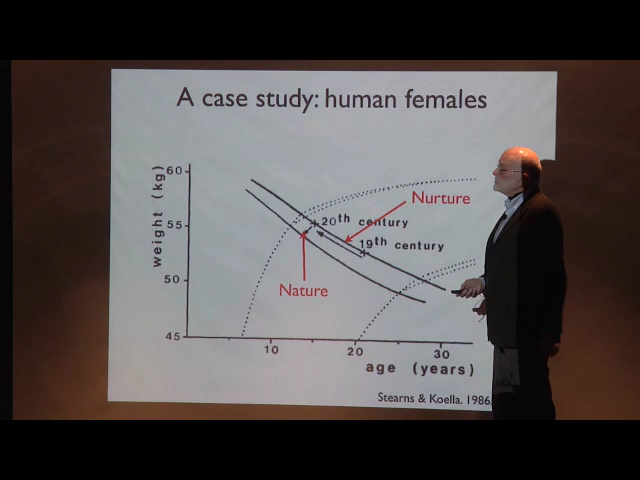 A case study: human females
weight (kg)
60
55
50
45
20th century
19th century
Nurture
Nature
10
20
30
age (years)
Stearns & Koella. 1986.